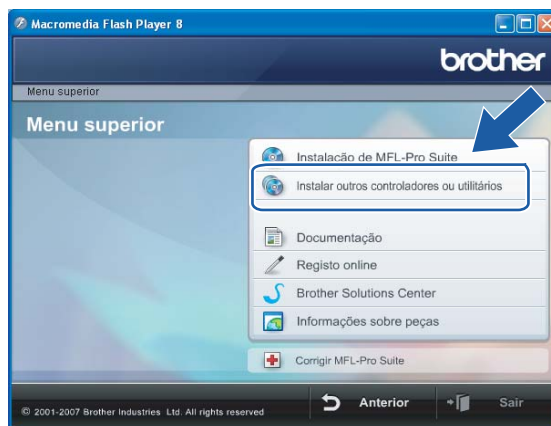 Macromedia Flash Player 8
brother
Menu superior
Menu superior
Instalação de MFL-Pro Suite
Instalar outros controladores ou utilitários
Documentação
Registo online
Brother Solutions Center
Informações sobre peças
Corrigir MFL-Pro Suite
© 2001-2007 Brother Industries Ltd. All rights reserved
Anterior
Sair